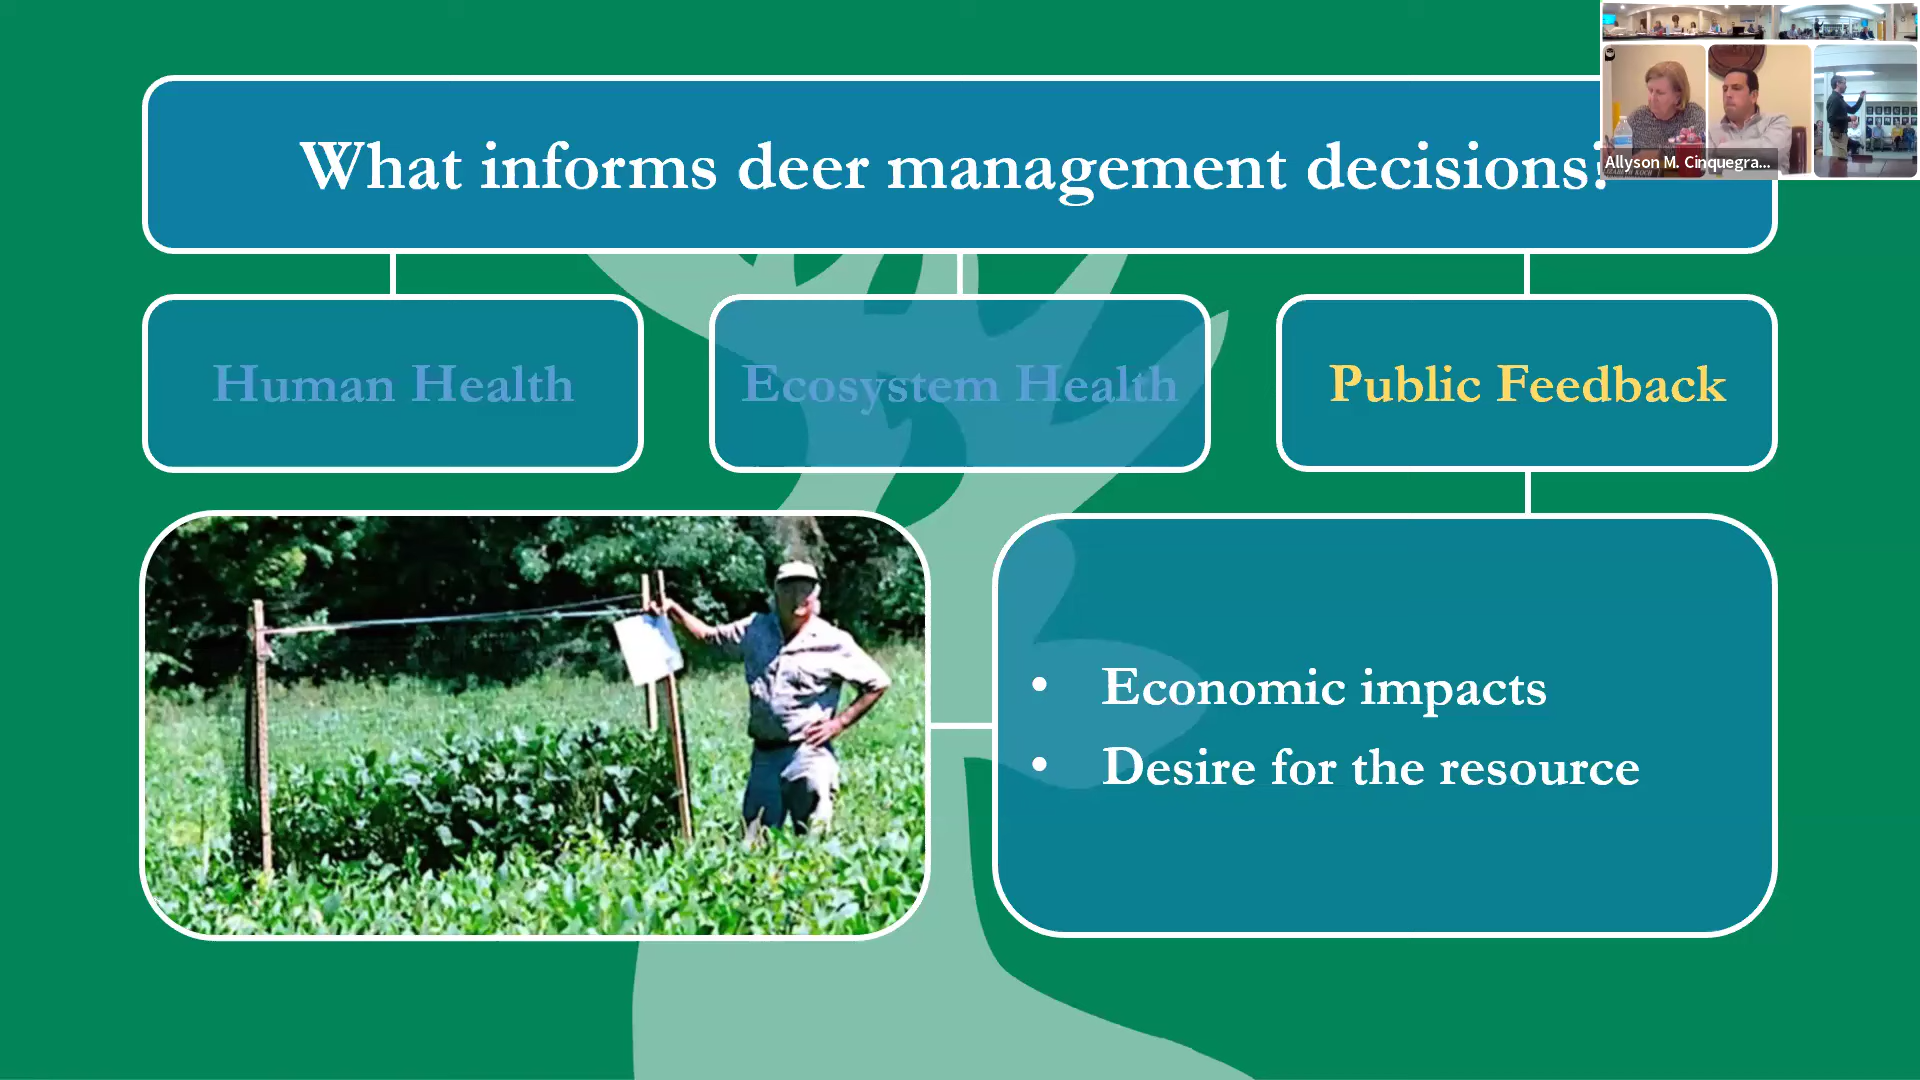 What informs deer management decisions?
Allyson M. Cinquegra...
Human Health
Ecosystem Health
Public Feedback
• Economic impacts
• Desire for the resource